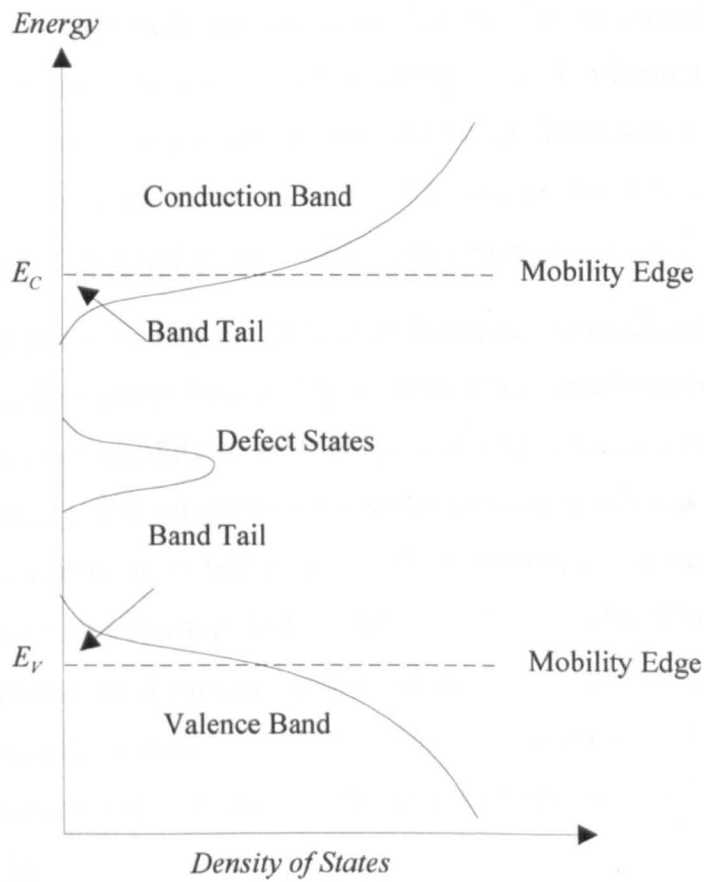 Energy
Conduction Band
E_C
Mobility Edge
Band Tail
Defect States
Band Tail
E_V
Mobility Edge
Valence Band
Density of States